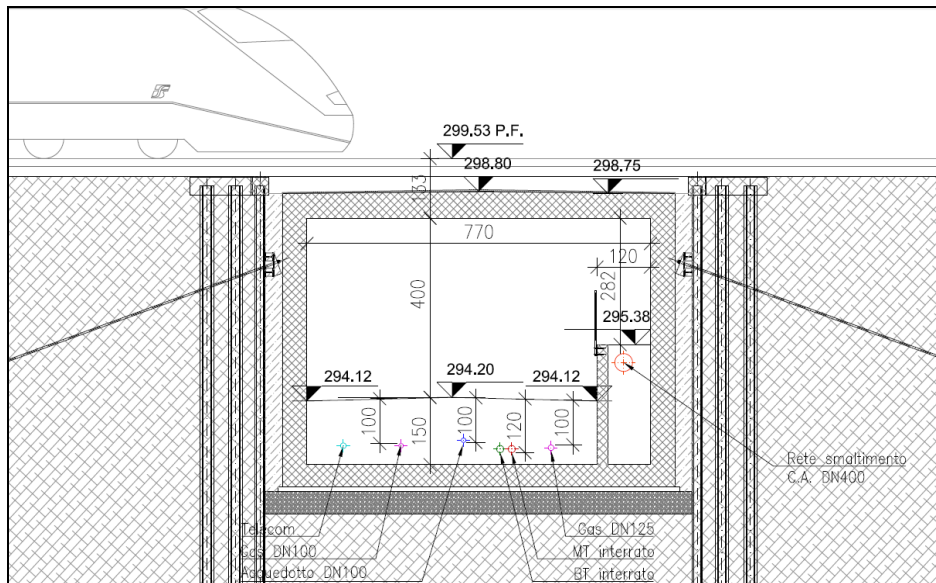 299.53 P.F.
298.80
298.75
133
770
120
282
400
295.38
294.12
294.20
294.12
100
150
100
120
100
Rete smaltimento
C.A. DN400
Telecom
Gas DN100
Acquedotto DN100
Gas DN125
MT interrato
BT interrato